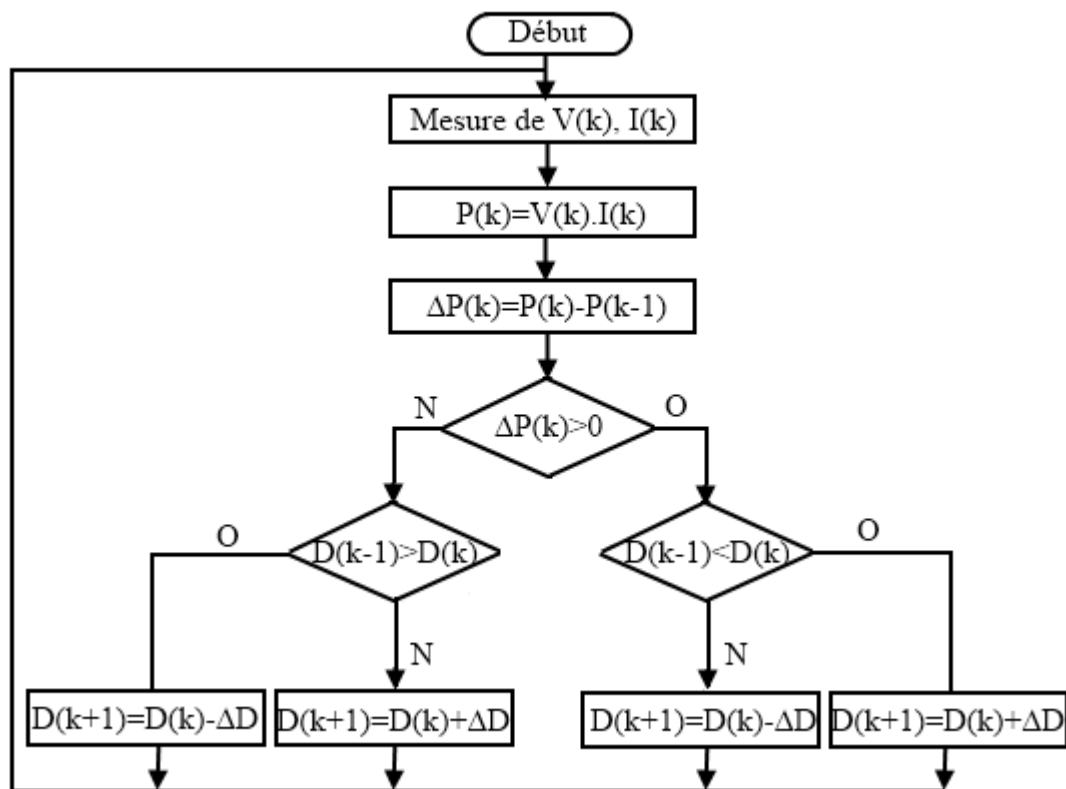 Début
Mesure de V(k), I(k)
P(k)=V(k).I(k)
ΔP(k)=P(k)-P(k-1)
N
O
ΔP(k)>0
O
D(k-1)>D(k)
D(k-1)<D(k)
O
N
N
D(k+1)=D(k)-ΔD
D(k+1)=D(k)+ΔD
D(k+1)=D(k)-ΔD
D(k+1)=D(k)+ΔD